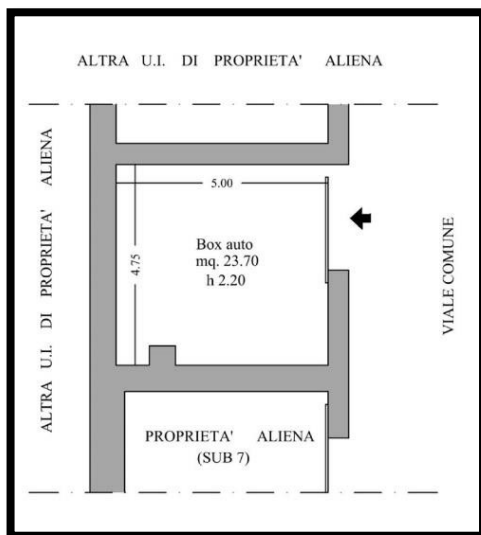 ALTRA U.I. DI PROPRIETA' ALIENA
ALTRA U.I. DI PROPRIETA' ALIENA
5.00
4.75
Box auto
mq. 23.70
h 2.20
VIALE COMUNE
PROPRIETA' ALIENA
(SUB 7)